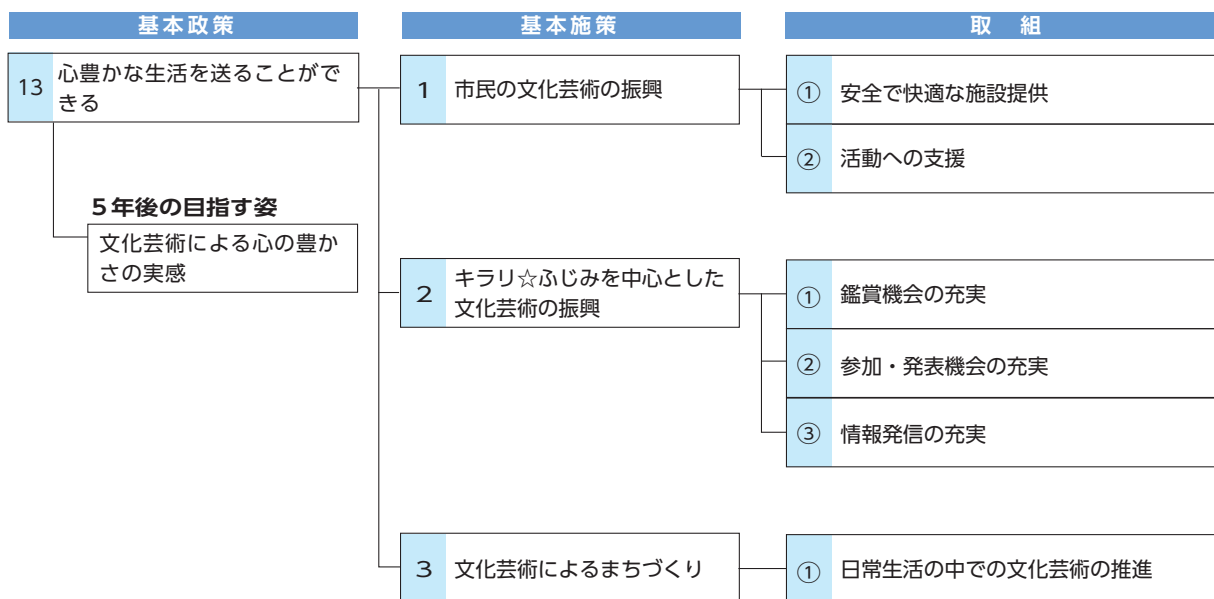 基本政策
基本施策
取　組
13
心豊かな生活を送ることがで
きる
5年後の目指す姿
文化芸術による心の豊か
さの実感
1
市民の文化芸術の振興
①
安全で快適な施設提供
②
活動への支援
2
キラリ☆ふじみを中心とした
文化芸術の振興
①
鑑賞機会の充実
②
参加・発表機会の充実
③
情報発信の充実
3
文化芸術によるまちづくり
①
日常生活の中での文化芸術の推進